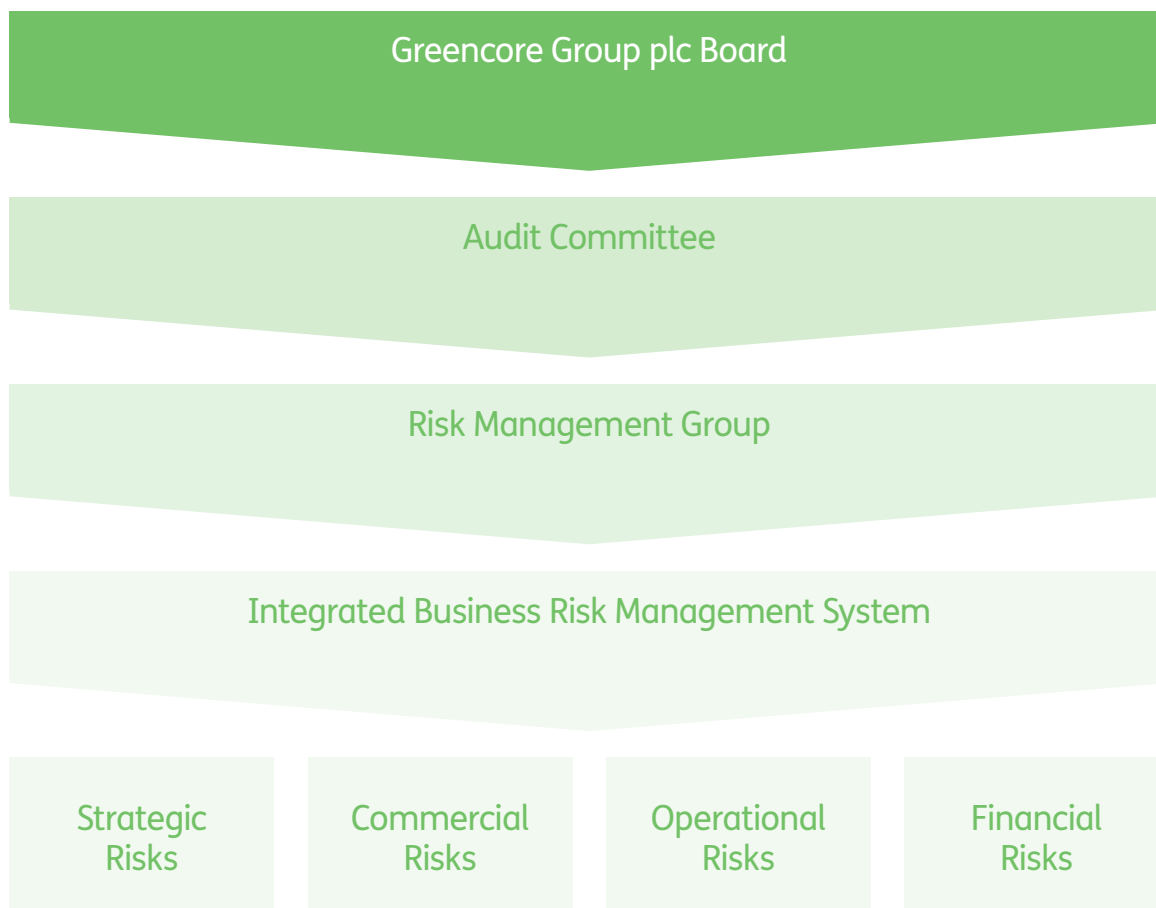 Greencore Group plc Board
Audit Committee
Risk Management Group
Integrated Business Risk Management System
Strategic
Risks
Commercial
Risks
Operational
Risks
Financial
Risks